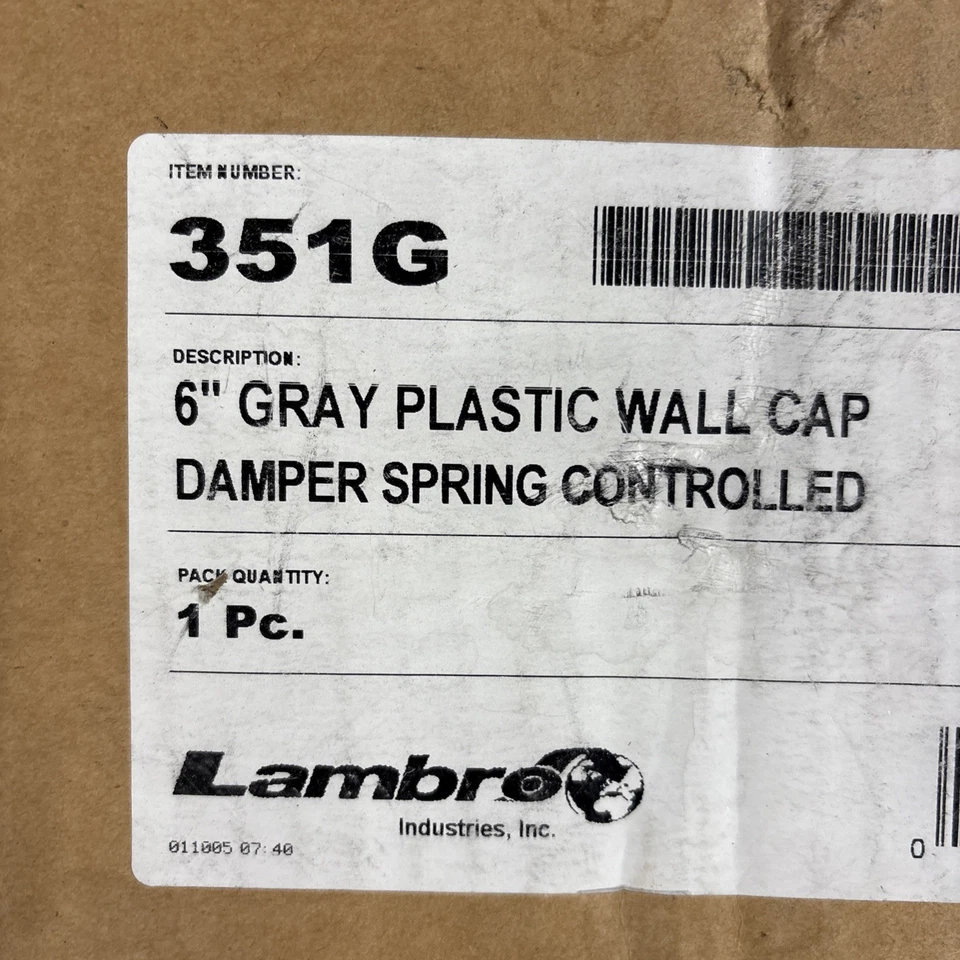 ITEM NUMBER:
351G
DESCRIPTION:
6" GRAY PLASTIC WALL CAP
DAMPER SPRING CONTROLLED
PACK QUANTITY:
1 Pc.
Lambro
Industries, Inc.
011005 07:40
0